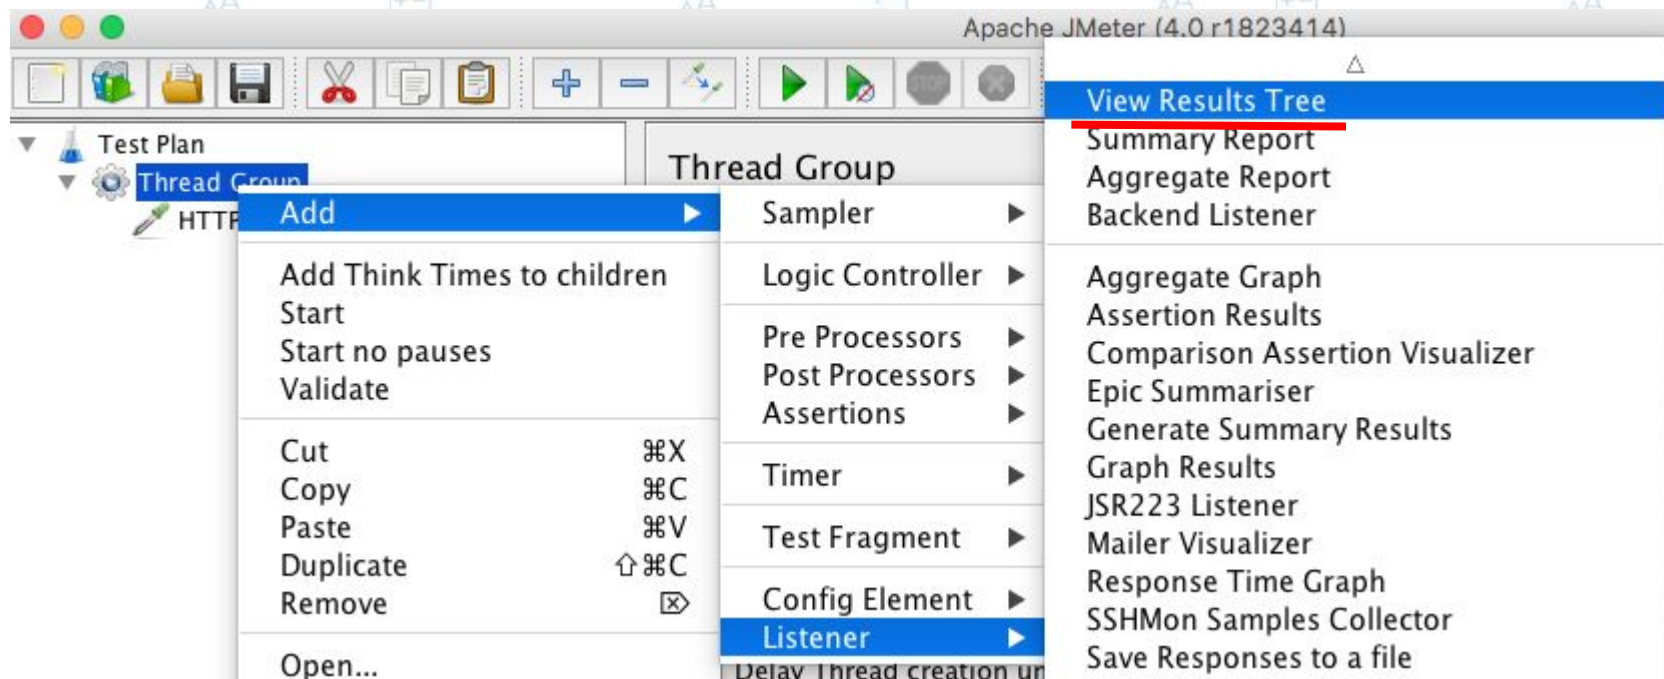 Apache JMeter (4.0 r1823414)
STOP
Test Plan
Thread Group
HTTP
Thread Group
Add
Add Think Times to children
Start
Start no pauses
Validate
Cut ⌘X
Copy ⌘C
Paste ⌘V
Duplicate ⇧⌘C
Remove ⌦
Open...
Sampler
Logic Controller
Pre Processors
Post Processors
Assertions
Timer
Test Fragment
Config Element
Listener
Delay Thread creation
View Results Tree
Summary Report
Aggregate Report
Backend Listener
Aggregate Graph
Assertion Results
Comparison Assertion Visualizer
Epic Summariser
Generate Summary Results
Graph Results
JSR223 Listener
Mailer Visualizer
Response Time Graph
SSHMon Samples Collector
Save Responses to a file